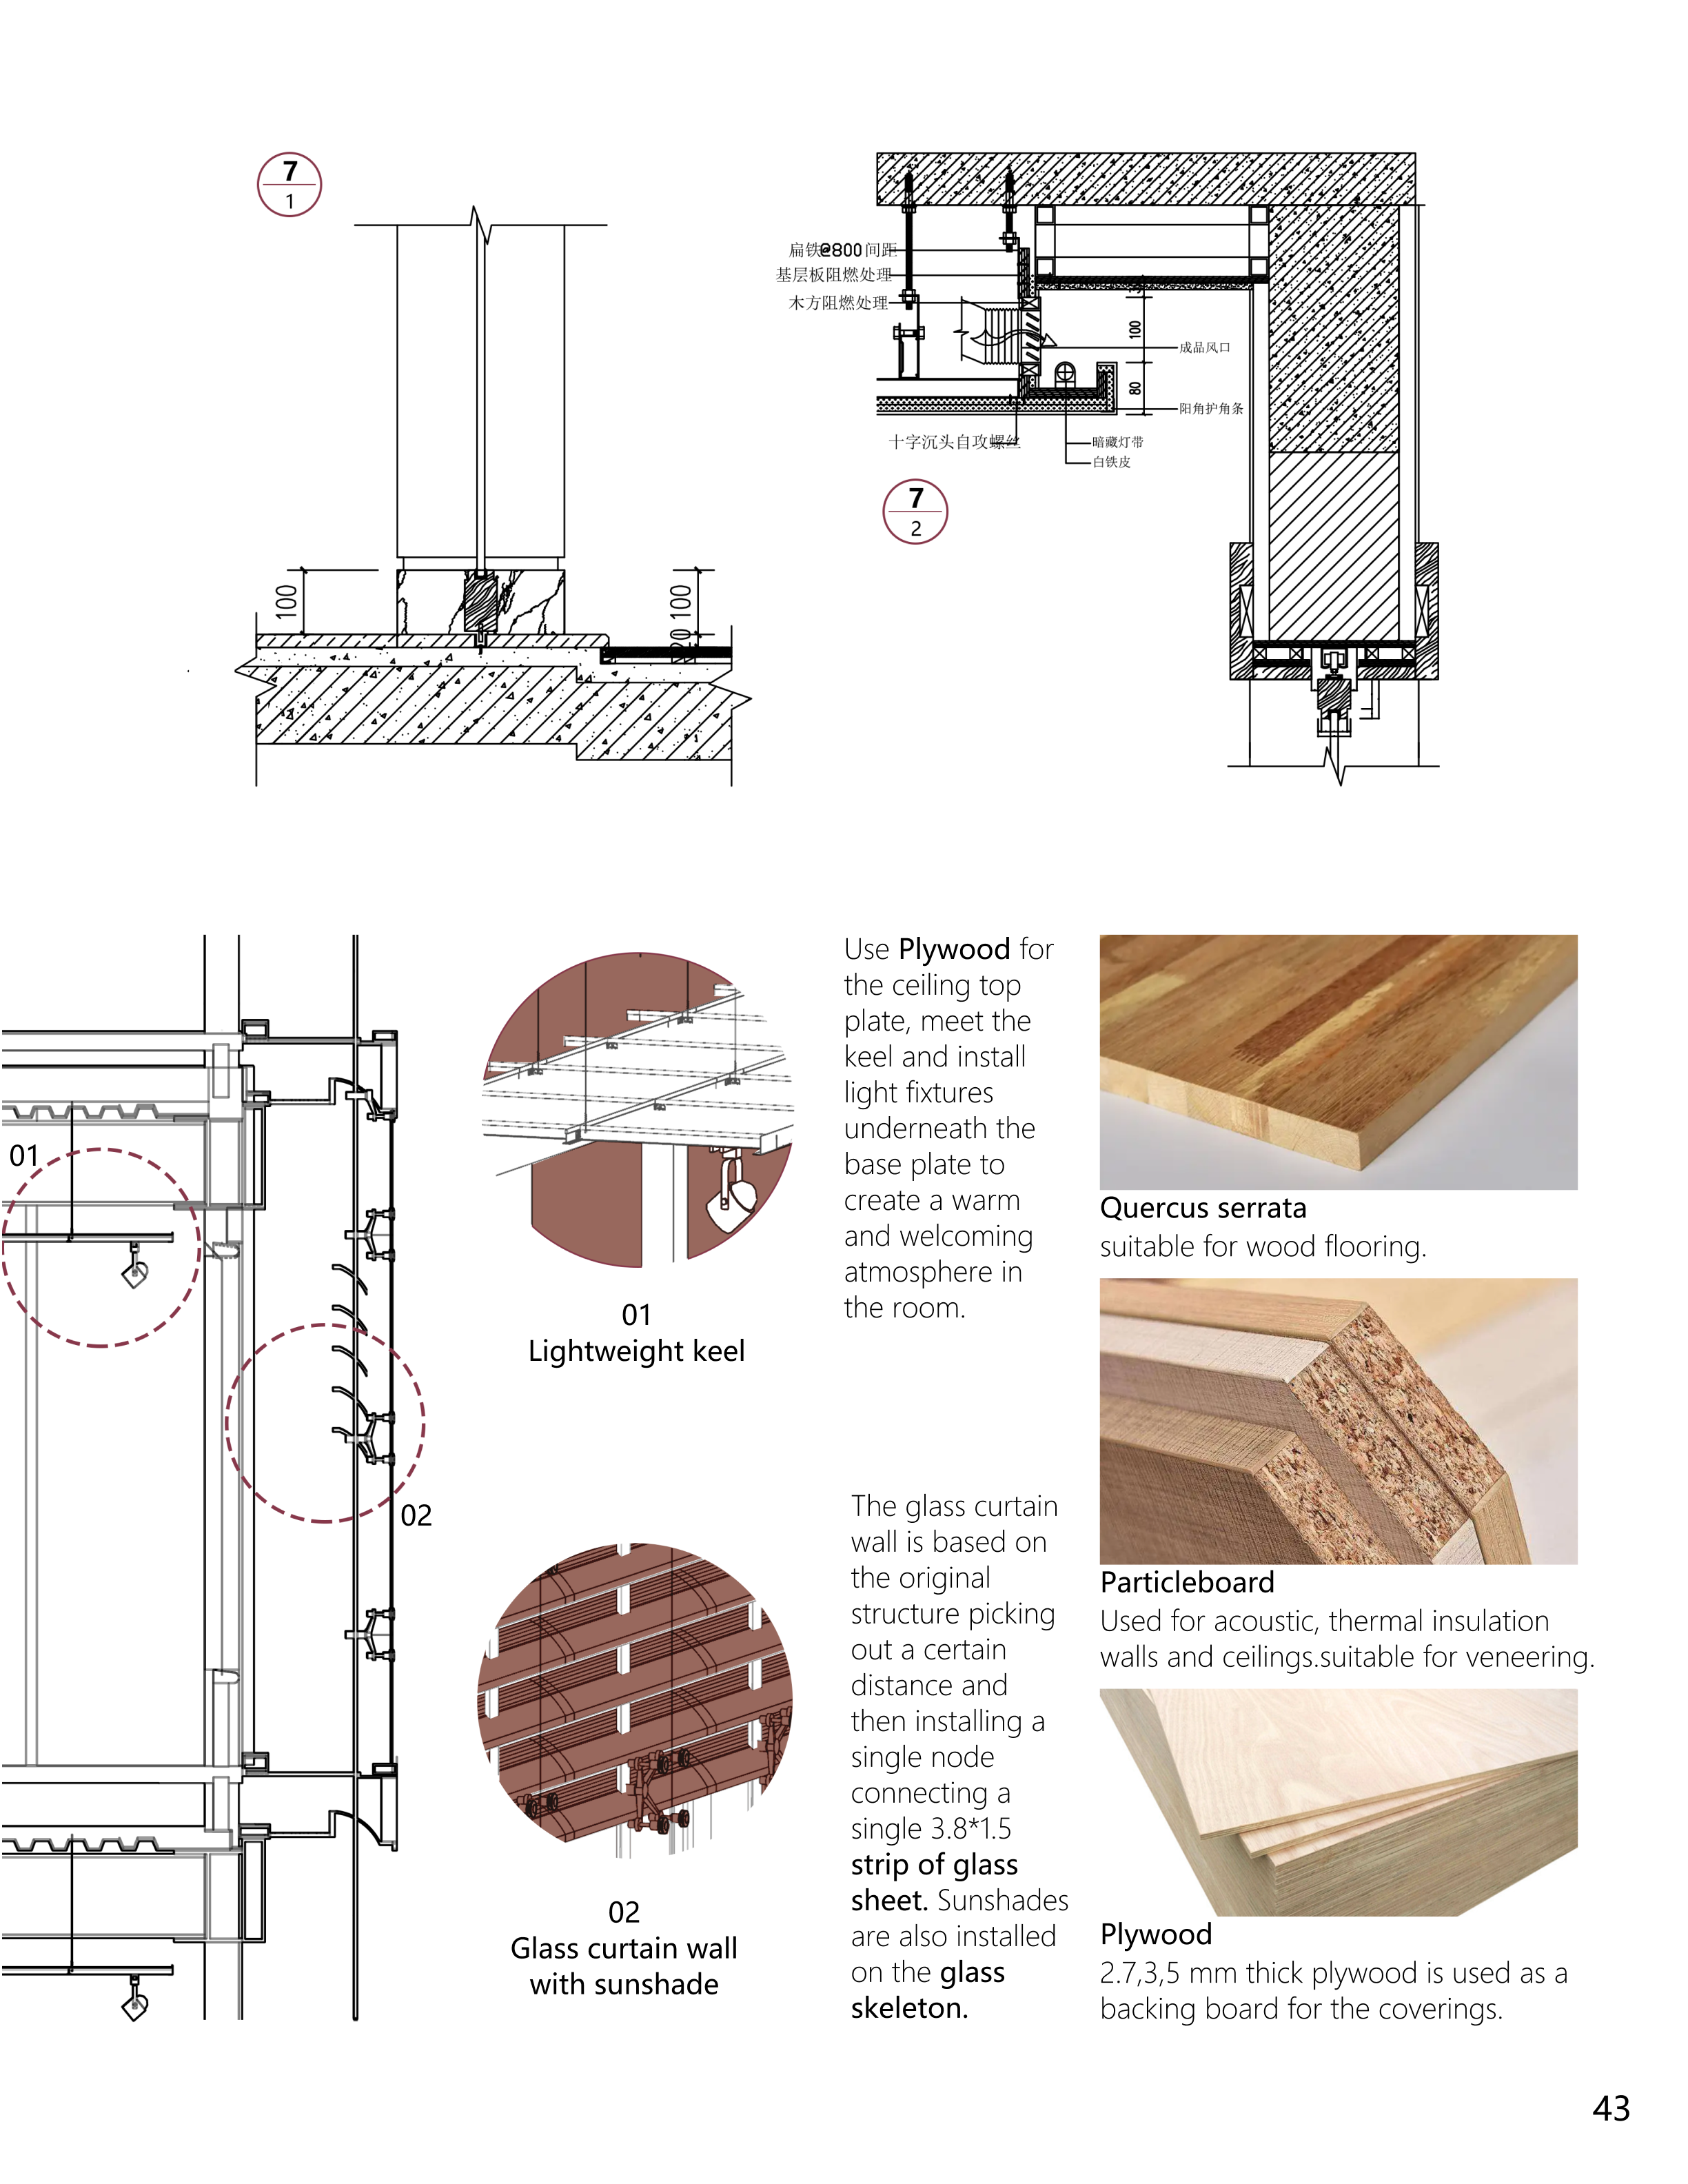 7
1
100
20 100
扁铁@800间距
基层板阻燃处理
木方阻燃处理
100
80
成品风口
阳角护角条
十字沉头自攻螺丝
暗藏灯带
白铁皮
7
2
01
02
01
Lightweight keel
02
Glass curtain wall
with sunshade
Use Plywood for
the ceiling top
plate, meet the
keel and install
light fixtures
underneath the
base plate to
create a warm
and welcoming
atmosphere in
the room.
The glass curtain
wall is based on
the original
structure picking
out a certain
distance and
then installing a
single node
connecting a
single 3.8*1.5
strip of glass
sheet. Sunshades
are also installed
on the glass
skeleton.
Quercus serrata
suitable for wood flooring.
Particleboard
Used for acoustic, thermal insulation
walls and ceilings.suitable for veneering.
Plywood
2.7,3,5 mm thick plywood is used as a
backing board for the coverings.
43